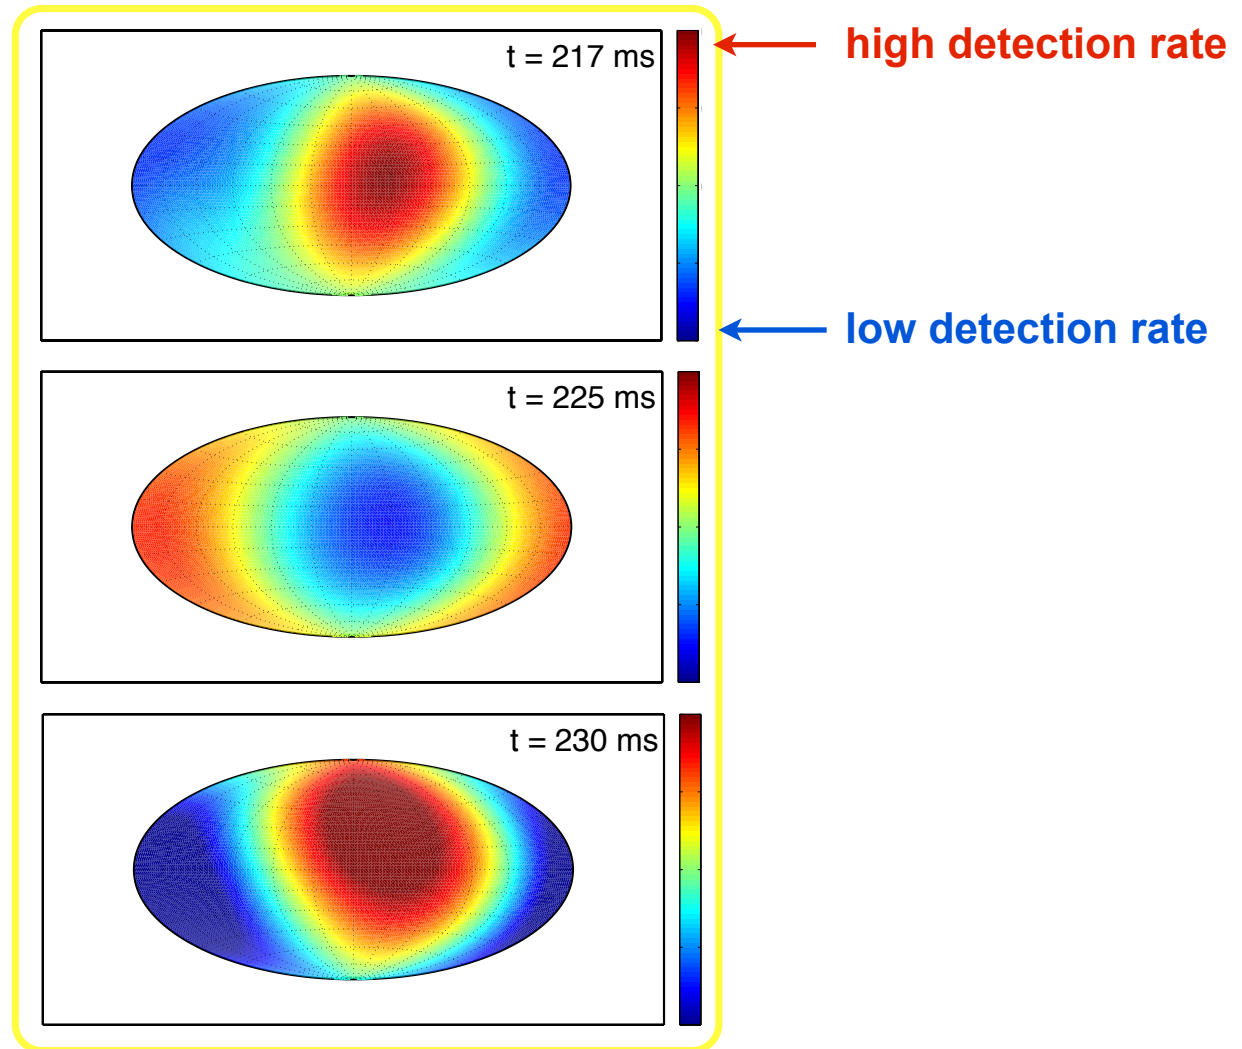 t = 217 ms
high detection rate
low detection rate
t = 225 ms
t = 230 ms